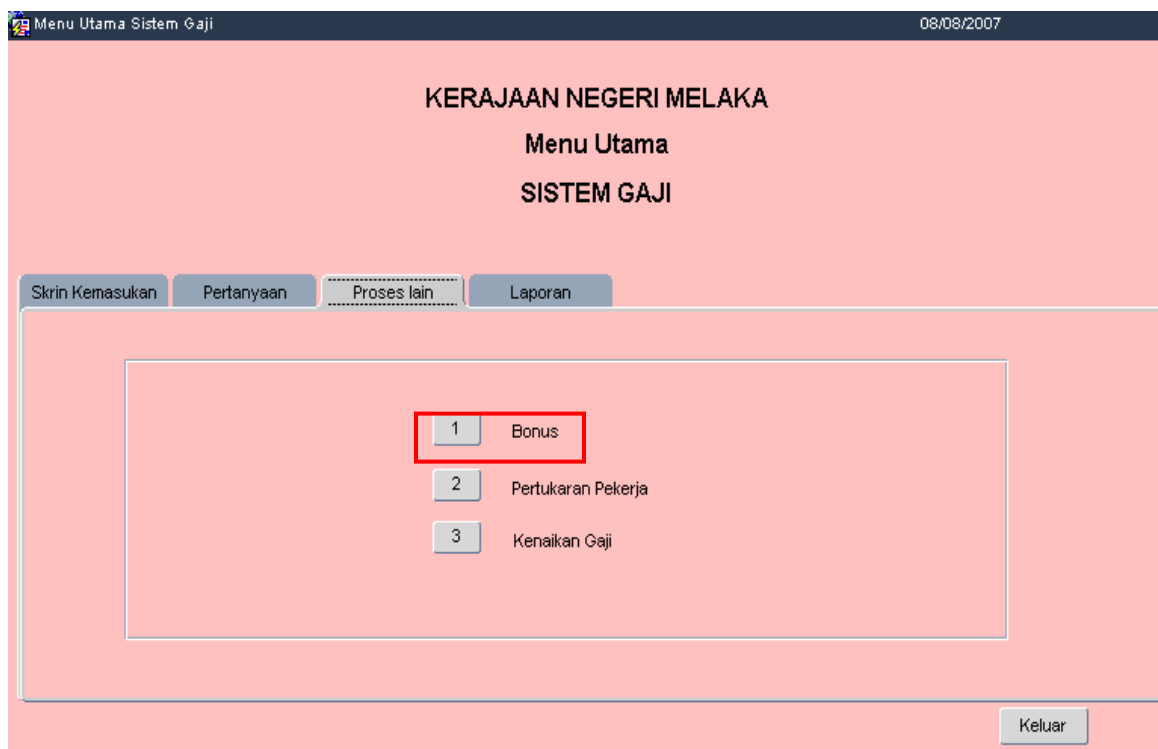 Menu Utama Sistem Gaji 08/08/2007
KERAJAAN NEGERI MELAKA
Menu Utama
SISTEM GAJI
Skrin Kemasukan Pertanyaan Proses lain Laporan
1 Bonus
2 Pertukaran Pekerja
3 Kenaikan Gaji
Keluar